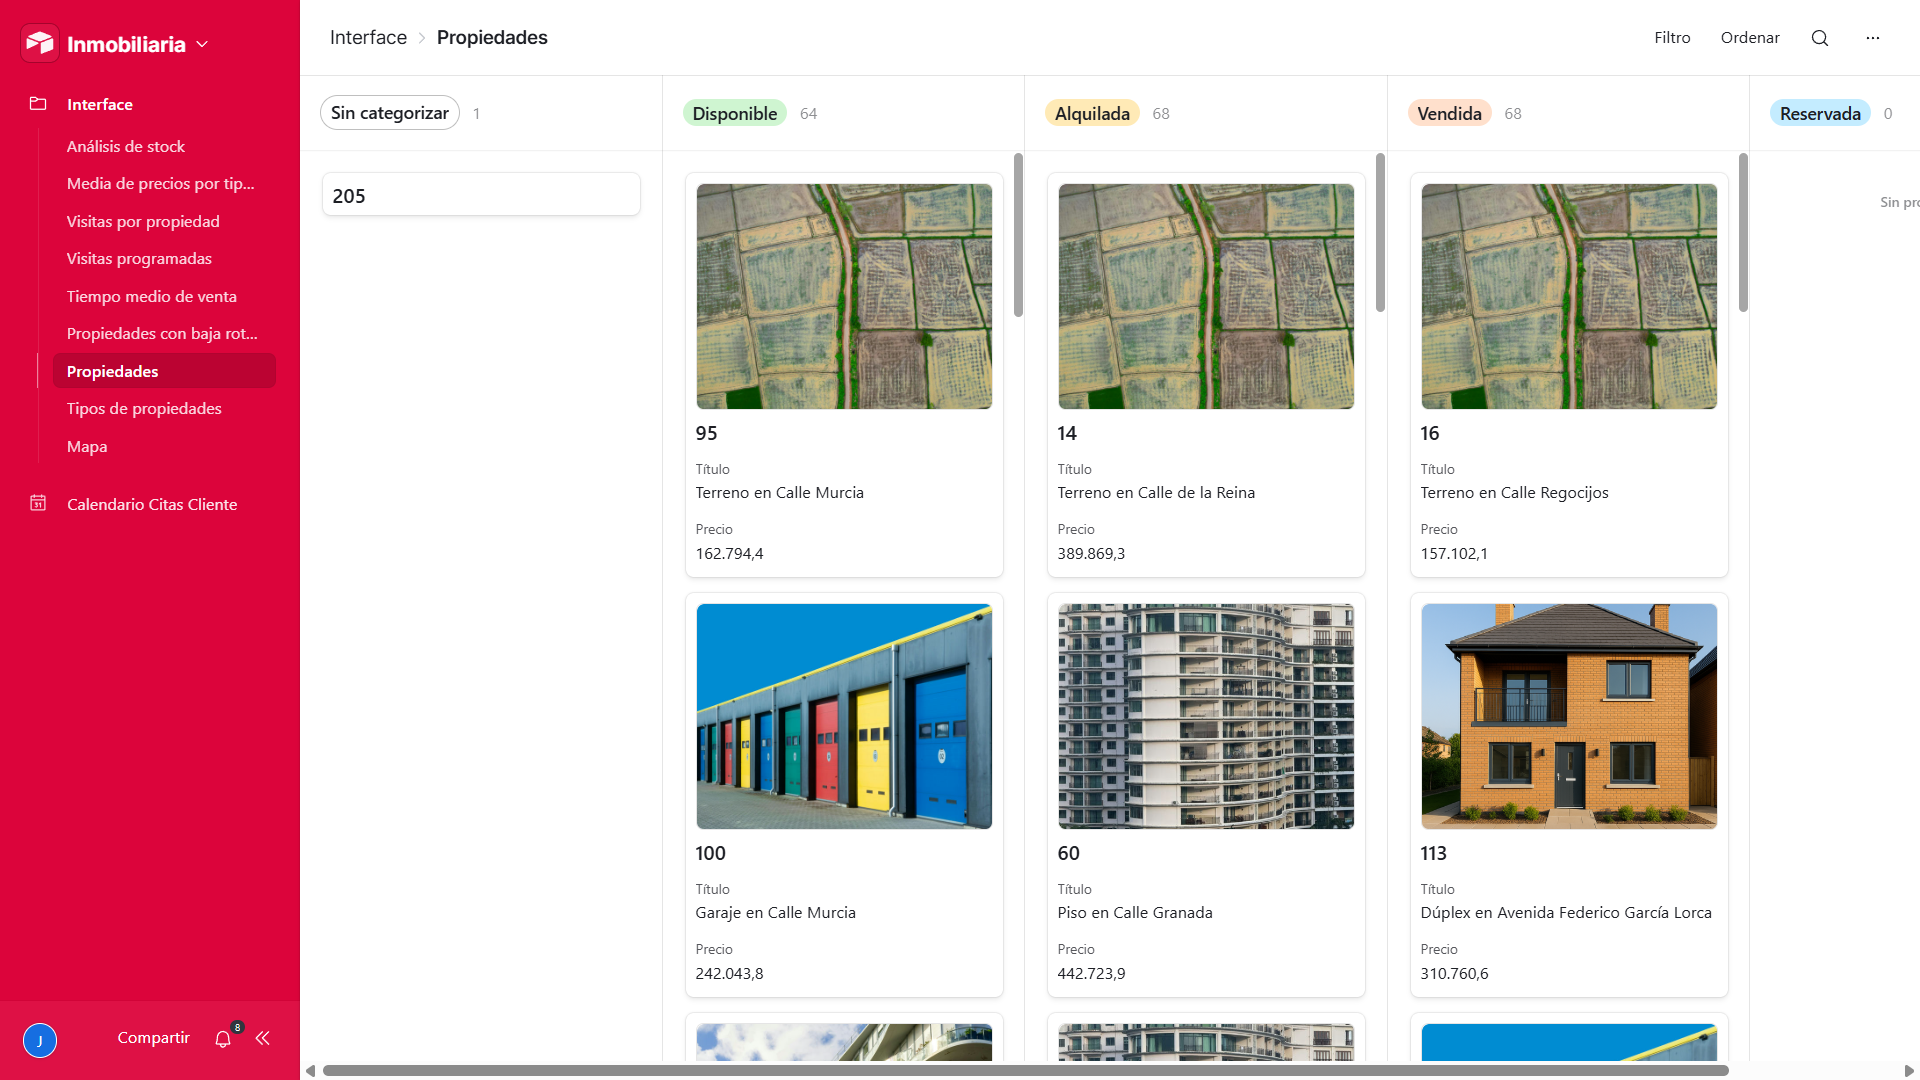 Inmobiliaria
Interface
Análisis de stock
Media de precios por tip...
Visitas por propiedad
Visitas programadas
Tiempo medio de venta
Propiedades con baja rot...
Propiedades
Tipos de propiedades
Mapa
31
Calendario Citas Cliente
J
Compartir
8
Interface
Propiedades
Filtro
Ordenar
...
Sin categorizar 1
205
Disponible 64
95
Título
Terreno en Calle Murcia
Precio
162.794,4
100
Título
Garaje en Calle Murcia
Precio
242.043,8
Alquilada 68
14
Título
Terreno en Calle de la Reina
Precio
389.869,3
60
Título
Piso en Calle Granada
Precio
442.723,9
Vendida 68
16
Título
Terreno en Calle Regocijos
Precio
157.102,1
113
Título
Dúplex en Avenida Federico García Lorca
Precio
310.760,6
Reservada 0
Sin pro